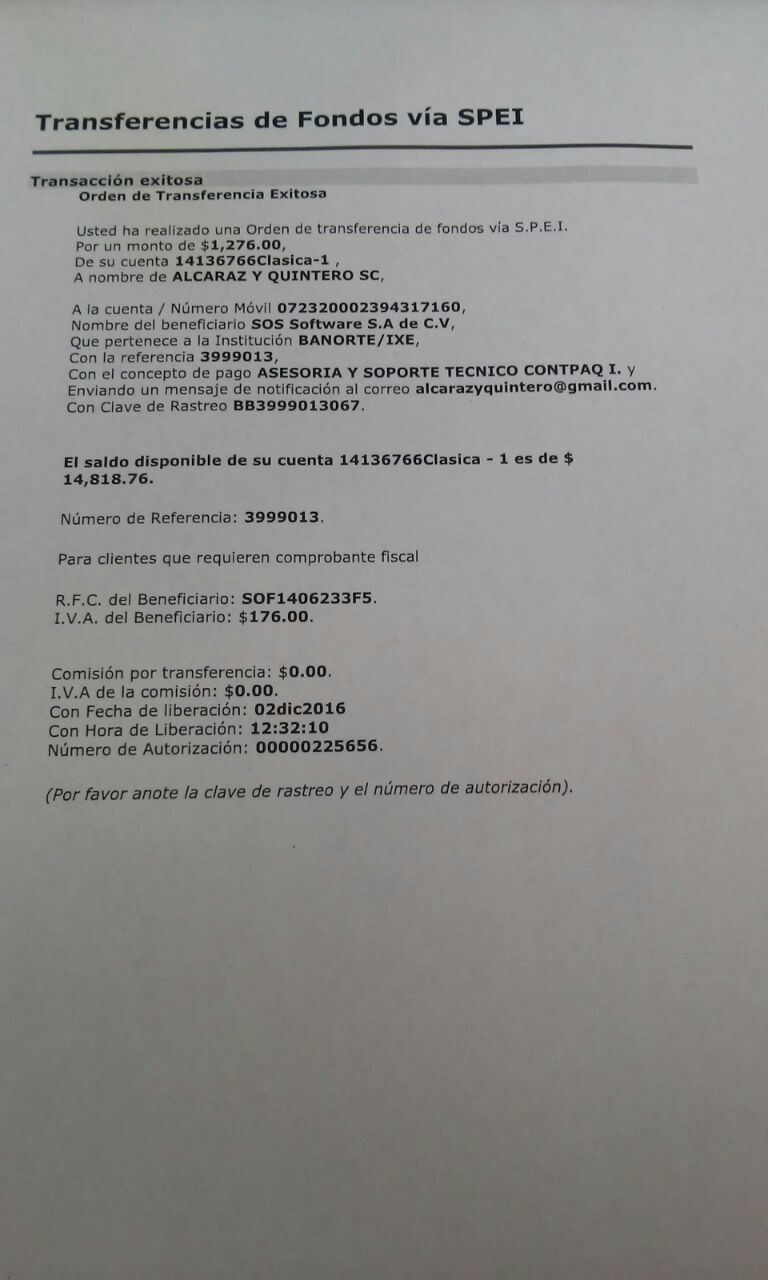 Transferencias de Fondos vía SPEI
Transacción exitosa
Orden de Transferencia Exitosa
Usted ha realizado una Orden de transferencia de fondos vía S.P.E.I.
Por un monto de $1,276.00,
De su cuenta 14136766Clasica-1 ,
A nombre de ALCARAZ Y QUINTERO SC,
A la cuenta / Número Móvil 072320002394317160,
Nombre del beneficiario SOS Software S.A de C.V,
Que pertenece a la Institución BANORTE/IXE,
Con la referencia 3999013,
Con el concepto de pago ASESORIA Y SOPORTE TECNICO CONTPAQ I. y
Enviando un mensaje de notificación al correo alcarazyquintero@gmail.com.
Con Clave de Rastreo BB3999013067.
El saldo disponible de su cuenta 14136766Clasica - 1 es de $
14,818.76.
Número de Referencia: 3999013.
Para clientes que requieren comprobante fiscal
R.F.C. del Beneficiario: SOF1406233F5.
I.V.A. del Beneficiario: $176.00.
Comisión por transferencia: $0.00.
I.V.A de la comisión: $0.00.
Con Fecha de liberación: 02dic2016
Con Hora de Liberación: 12:32:10
Número de Autorización: 00000225656.
(Por favor anote la clave de rastreo y el número de autorización).